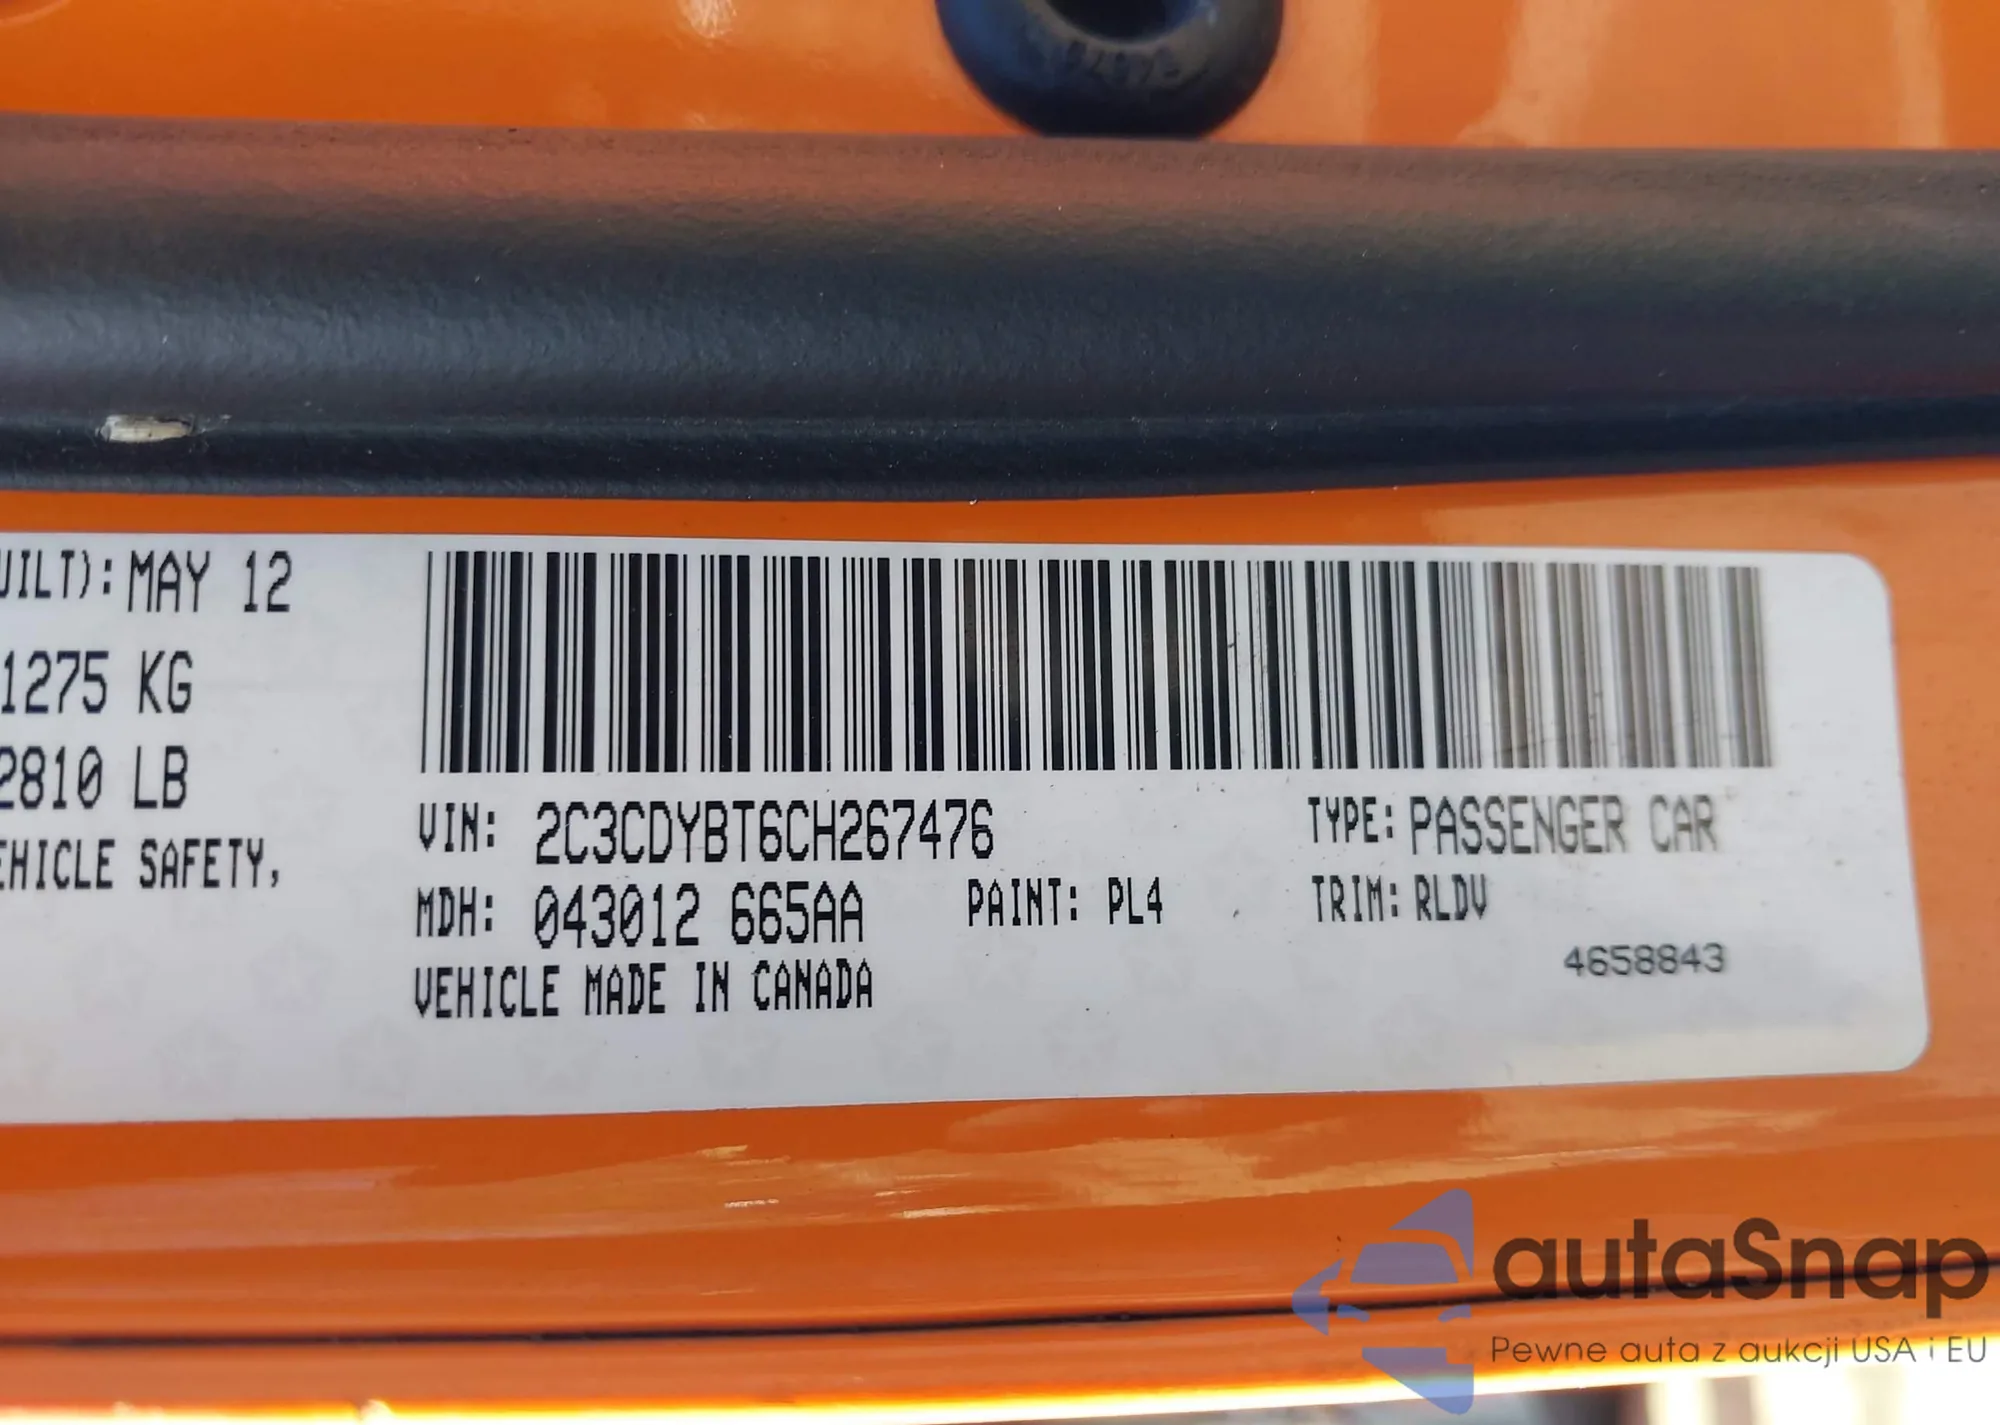 UILT): MAY 12
1275 KG
2810 LB
EHICLE SAFETY,
VIN: 2C3CDYBT6CH267476
TYPE: PASSENGER CAR
MDH: 043012 665AA
PAINT: PL4
TRIM: RLDV
VEHICLE MADE IN CANADA
4658843
autaSnap
Pewne auta z aukcji USA i EU